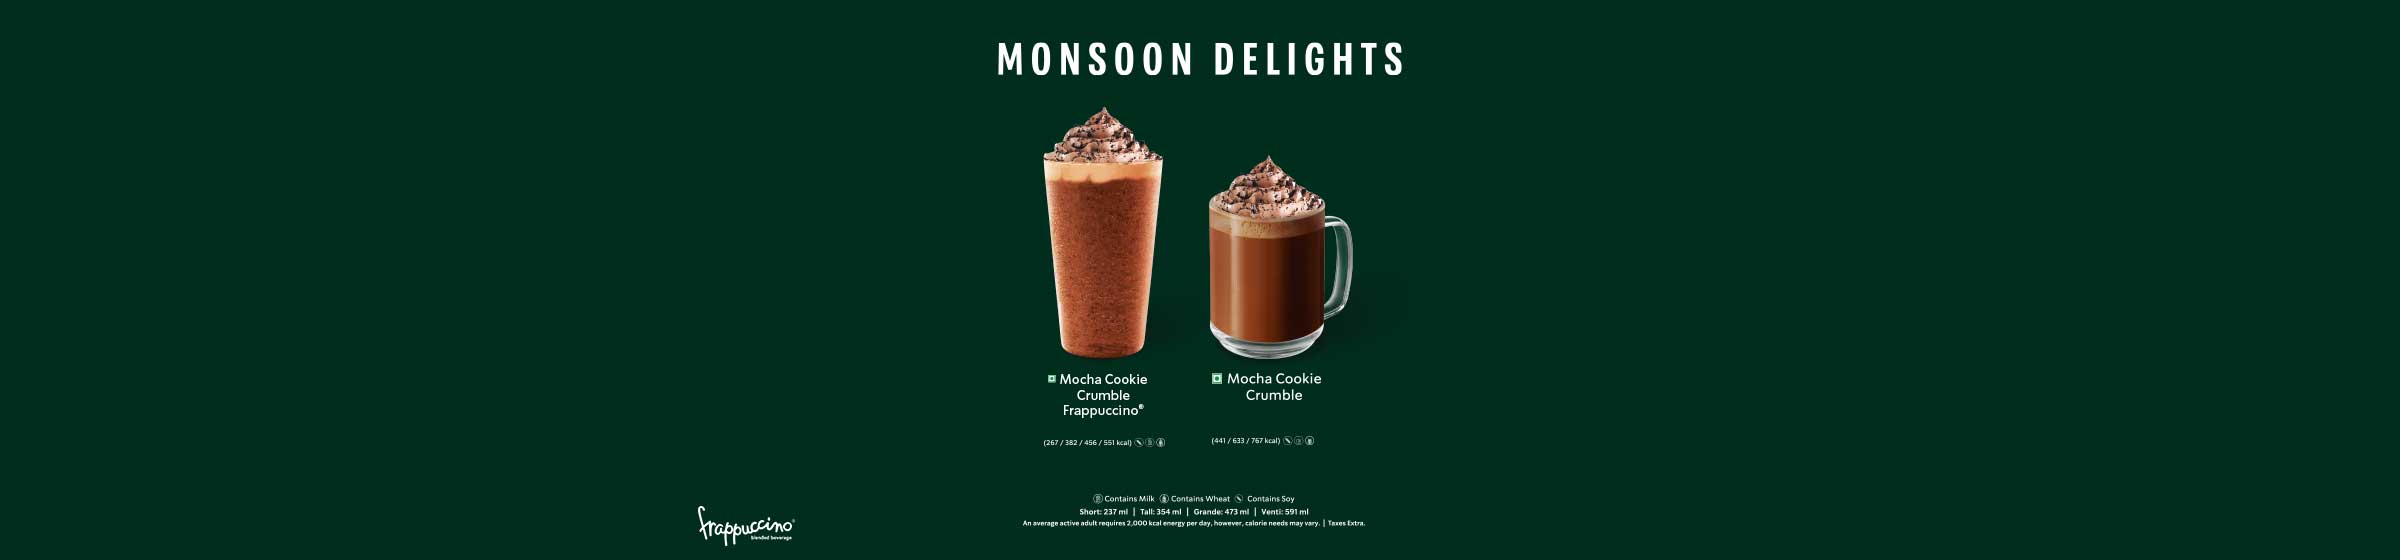 MONSOON DELIGHTS
Mocha Cookie
Crumble
Frappuccino®
(267 / 382 / 456 / 551 kcal)
Mocha Cookie
Crumble
(441 / 633 / 767 kcal)
Contains Milk Contains Wheat Contains Soy
Short: 237 ml | Tall: 354 ml | Grande: 473 ml | Venti: 591 ml
An average active adult requires 2,000 kcal energy per day, however, calorie needs may vary. | Taxes Extra.
frappuccino®
blended beverage